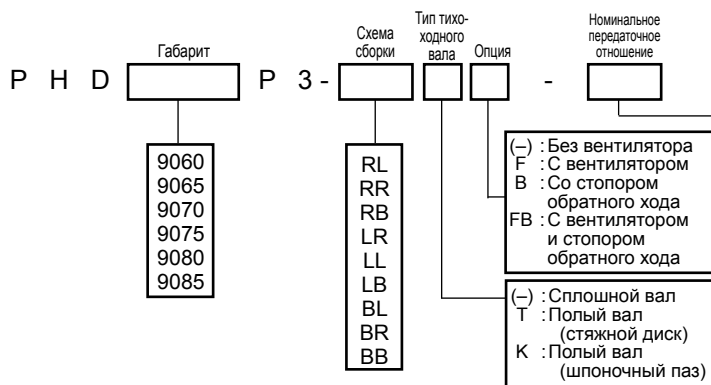 Габарит
Схема
сборки
Тип тихо-
ходного
вала
Опция
Номинальное
передаточное
отношение
P H D P 3 - -
9060
9065
9070
9075
9080
9085
RL
RR
RB
LR
LL
LB
BL
BR
BB
(–) : Без вентилятора
F : С вентилятором
B : Со стопором
обратного хода
FB : С вентилятором
и стопором
обратного хода
(–) : Сплошной вал
T : Полый вал
(стяжной диск)
K : Полый вал
(шпоночный паз)